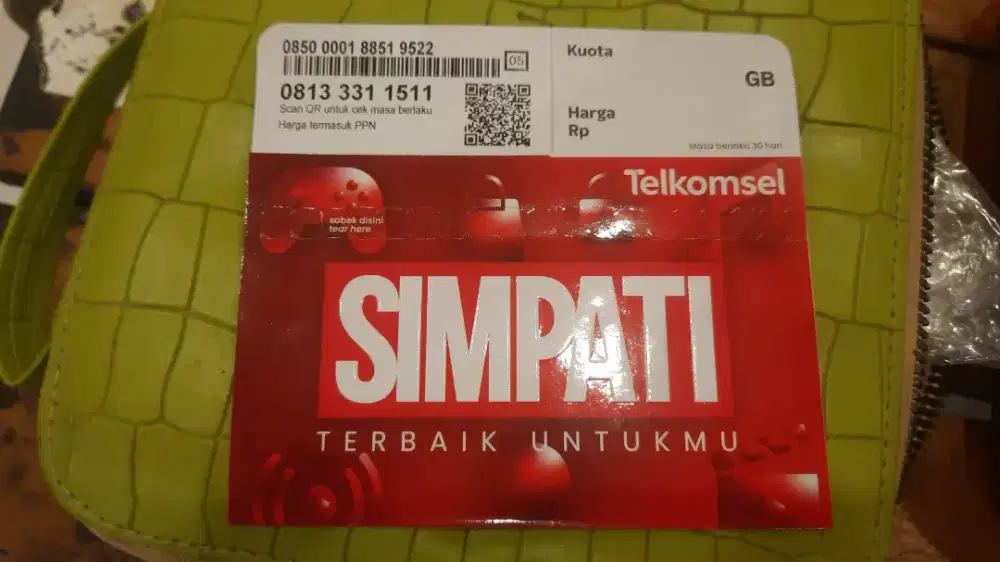 0850 0001 8851 9522
05
0813 331 1511
Scan QR untuk cek masa berlaku
Harga termasuk PPN
Kuota
GB
Harga
Rp
Masa berlaku 30 hari
Telkomsel
sobek disini
tear here
SIMPATI
TERBAIK UNTUKMU